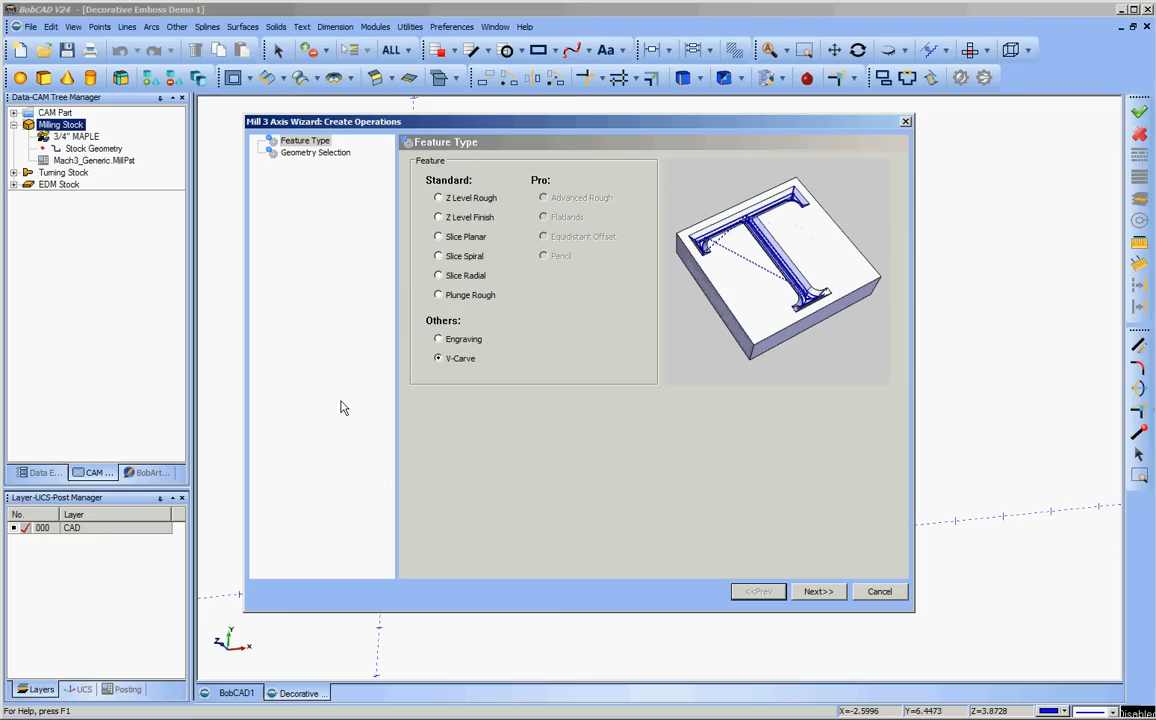 BobCAD V24 - [Decorative Emboss Demo 1]
File Edit View Points Lines Arcs Other Splines Surfaces Solids Text Dimension Modules Utilities Preferences Window Help
ALL
Aa
Data-CAM Tree Manager
CAM Part
Milling Stock
3/4" MAPLE
Stock Geometry
Mach3_Generic.MillPst
Turning Stock
EDM Stock
Data E...
CAM ...
BobArt...
Layer-UCS-Post Manager
No. Layer
000 CAD
Layers
UCS
Posting
Mill 3 Axis Wizard: Create Operations
Feature Type
Geometry Selection
Feature Type
Feature
Standard:
Z Level Rough
Z Level Finish
Slice Planar
Slice Spiral
Slice Radial
Plunge Rough
Others:
Engraving
V-Carve
Pro:
Advanced Rough
Flatlands
Equidistant Offset
Pencil
<<Prev
Next>>
Cancel
Y
Z
X
BobCAD1
Decorative ...
For Help, press F1
X=-2.5996
Y=6.4473
Z=3.8728
Disabled